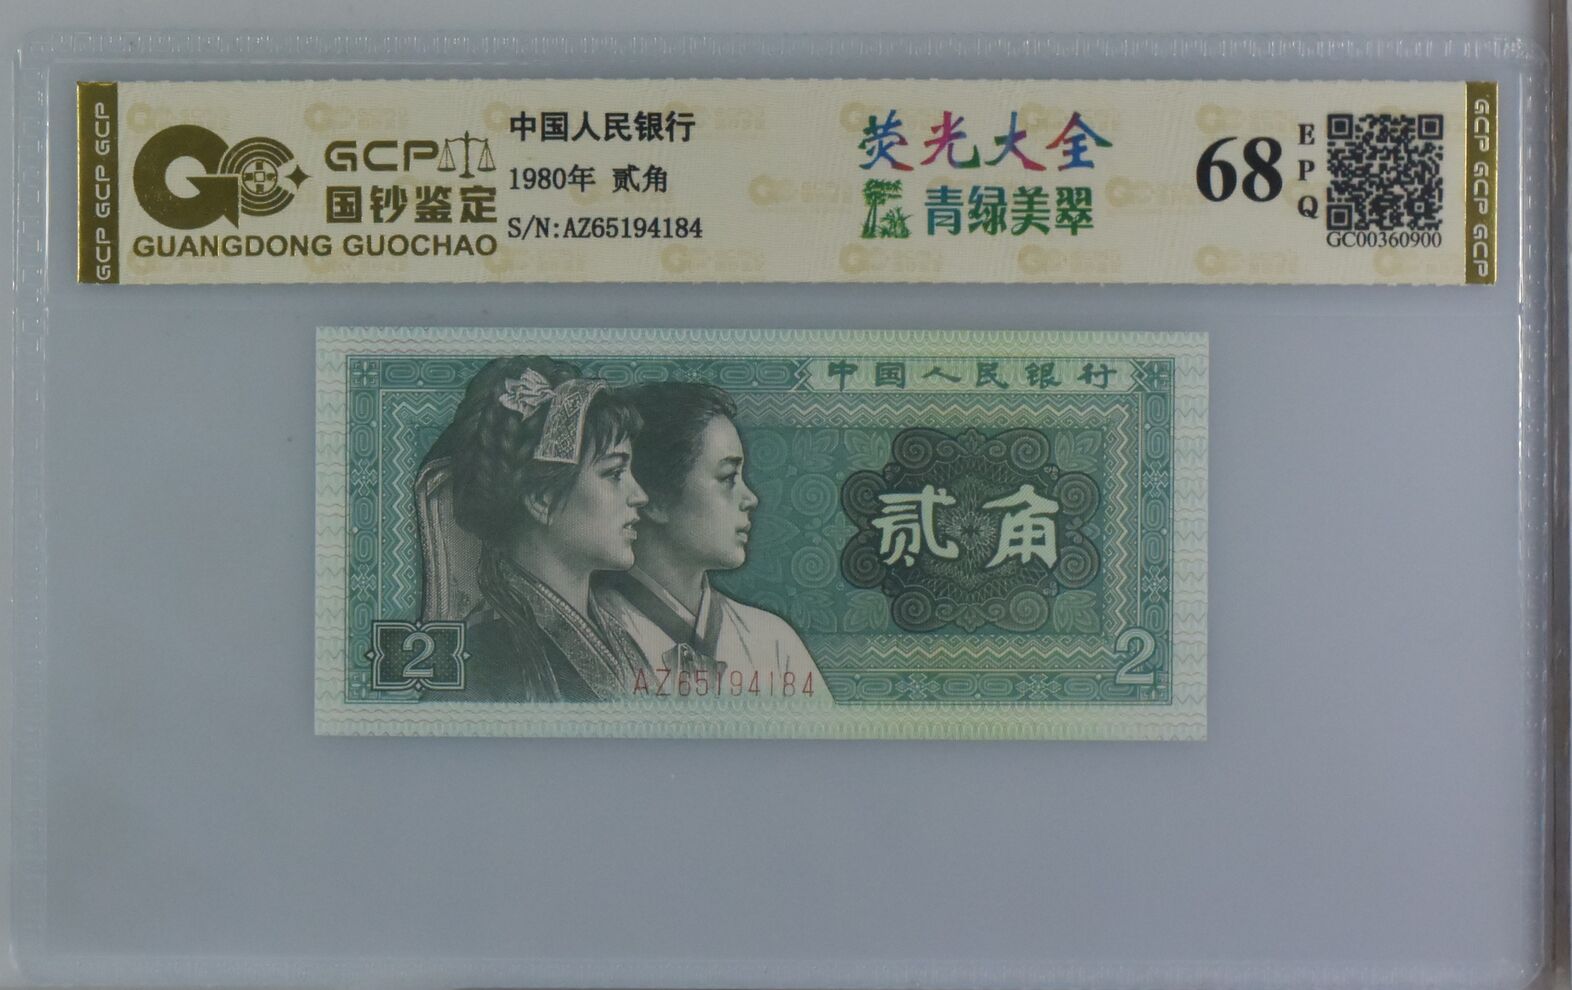 GCP GCP GCP
GCP
国钞鉴定
GUANGDONG GUOCHAO
中国人民银行
1980年 贰角
S/N:AZ65194184
荧光大全
青绿美翠
68
EPQ
GC00360900
GCP GCP GCP
中国人民银行
贰角
2
2
AZ65194184